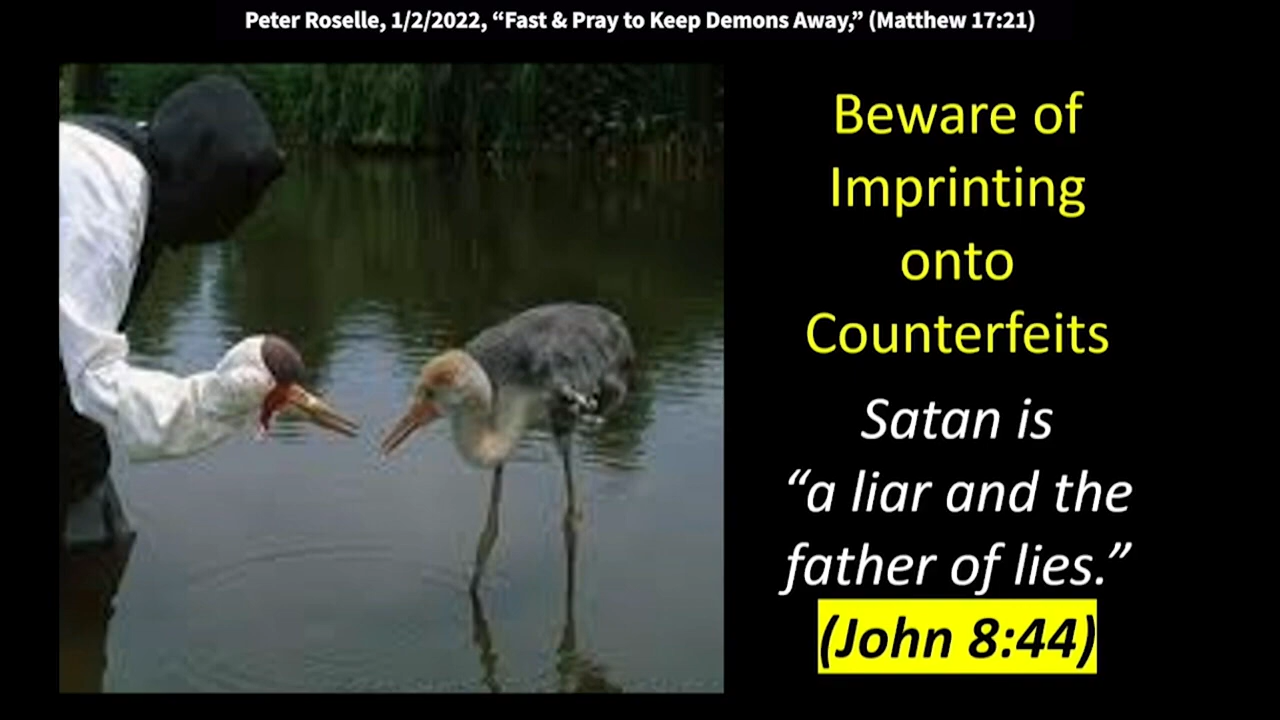 Peter Roselle, 1/2/2022, “Fast & Pray to Keep Demons Away,” (Matthew 17:21)
Beware of
Imprinting
onto
Counterfeits
Satan is
“a liar and the
father of lies.”
(John 8:44)